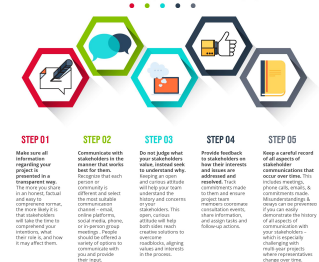 STEP 01
Make sure all
information
regarding your
project is
presented in a
transparent way.
The more you share
in an honest, factual
and easy to
comprehend format,
the more likely it is
that stakeholders
will take the time to
comprehend your
intentions, what
their role is, and how
it may affect them.
STEP 02
Communicate with
stakeholders in the
manner that works
best for them.
Recognize that each
person or
community is
different and select
the most suitable
communication
channel – email,
online platforms,
social media, phone,
or in-person group
meetings. People
should be offered a
variety of options to
communicate with
you and provide
their input.
STEP 03
Do not judge what
your stakeholders
value, instead seek
to understand why.
Keeping an open
and curious attitude
will help your team
understand the
history and concerns
of your
stakeholders. This
open, curious
attitude will help
both sides reach
creative solutions to
overcome
roadblocks, aligning
values and interests
in the process.
STEP 04
Provide feedback
to stakeholders on
how their interests
and issues are
addressed and
resolved. Track
commitments made
to them and ensure
project team
members coordinate
consultation events,
share information,
and assign tasks and
follow-up actions.
STEP 05
Keep a careful record
of all aspects of
stakeholder
communications that
occur over time. This
includes meetings,
phone calls, emails, &
commitments made.
Misunderstandings &
delays can be prevented
if you can easily
demonstrate the history
of all aspects of
communication with
your stakeholders –
which is especially
challenging with
multi-year projects
where representatives
change over time.